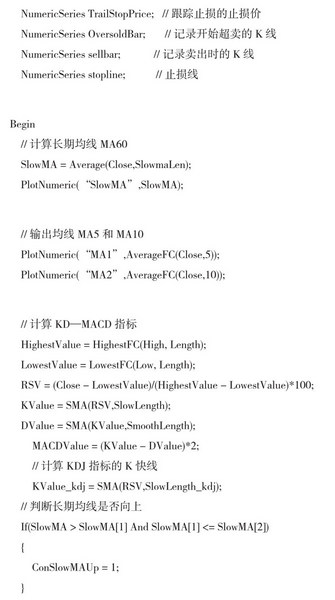 NumericSeries TrailStopPrice; // 跟踪止损的止损价
NumericSeries OversoldBar; // 记录开始超卖的 K 线
NumericSeries sellbar; // 记录卖出时的 K 线
NumericSeries stopline; // 止损线
Begin
// 计算长期均线 MA60
SlowMA = Average(Close,SlowmaLen);
PlotNumeric( “SlowMA” ,SlowMA);
// 输出均线 MA5 和 MA10
PlotNumeric( “MA1” ,AverageFC(Close,5));
PlotNumeric( “MA2” ,AverageFC(Close,10));
// 计算 KD—MACD 指标
HighestValue = HighestFC(High, Length);
LowestValue = LowestFC(Low, Length);
RSV = (Close – LowestValue)/(HighestValue – LowestValue)*100;
KValue = SMA(RSV,SlowLength);
DValue = SMA(KValue,SmoothLength);
MACDValue = (KValue – DValue)*2;
// 计算 KDJ 指标的 K 快线
KValue_kdj = SMA(RSV,SlowLength_kdj);
// 判断长期均线是否向上
If(SlowMA > SlowMA[1] And SlowMA[1] <= SlowMA[2])
{
ConSlowMAUp = 1;
}